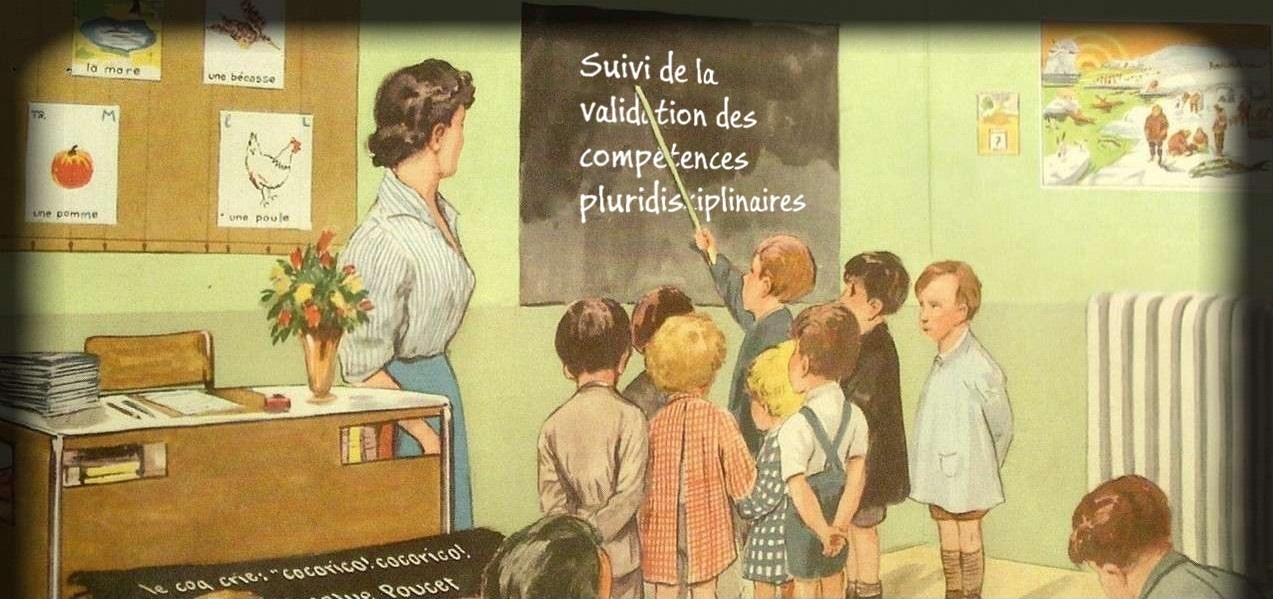 la mare
une bécasse
M
une pomme
L
une poule
Suivi de la
validation des
compétences
pluridisciplinaires
?
le coq crie: "cocorico! cocorico!
Poucet